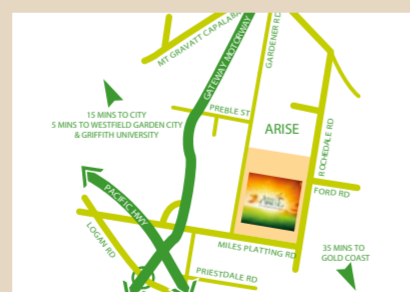 MT GRAVATT CAPALABA
GATEWAY MOTORWAY
GARDENER RD
15 MINS TO CITY
5 MINS TO WESTFIELD GARDEN CITY
& GRIFFITH UNIVERSITY
PREBLE ST
ARISE
ROCHEDALE RD
FORD RD
PACIFIC HWY
LOGAN RD
MILES PLATTING RD
PRIESTDALE RD
35 MINS TO
GOLD COAST